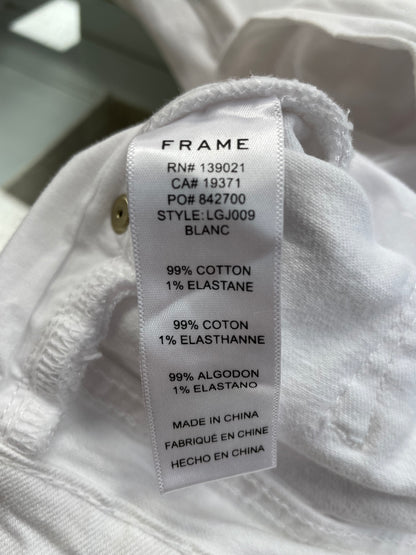 FRAME
RN# 139021
CA# 19371
PO# 842700
STYLE: LGJ009
BLANC
99% COTTON
1% ELASTANE
99% COTON
1% ELASTHANNE
99% ALGODON
1% ELASTANO
MADE IN CHINA
FABRIQUÉ EN CHINE
HECHO EN CHINA